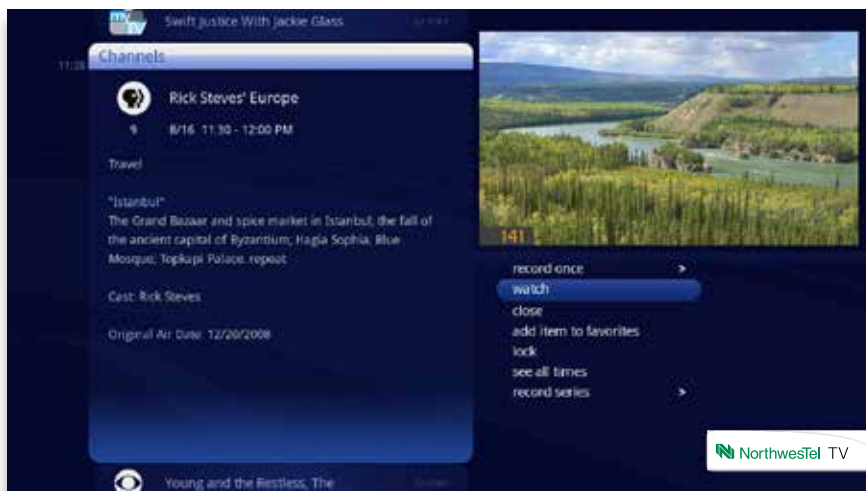 my TV
Swift Justice With Jackie Glass
Channels
Rick Steves' Europe
9
8/16 11:30 - 12:00 PM
Travel
"Istanbul"
The Grand Bazaar and spice market in Istanbul; the fall of
the ancient capital of Byzantium; Hagia Sophia; Blue
Mosque; Topkapi Palace. repeat
Cast: Rick Steves
Original Air Date: 12/20/2008
Young and the Restless, The
141
record once >
watch
close
add item to favorites
lock
see all times
record series >
NorthwesTel TV